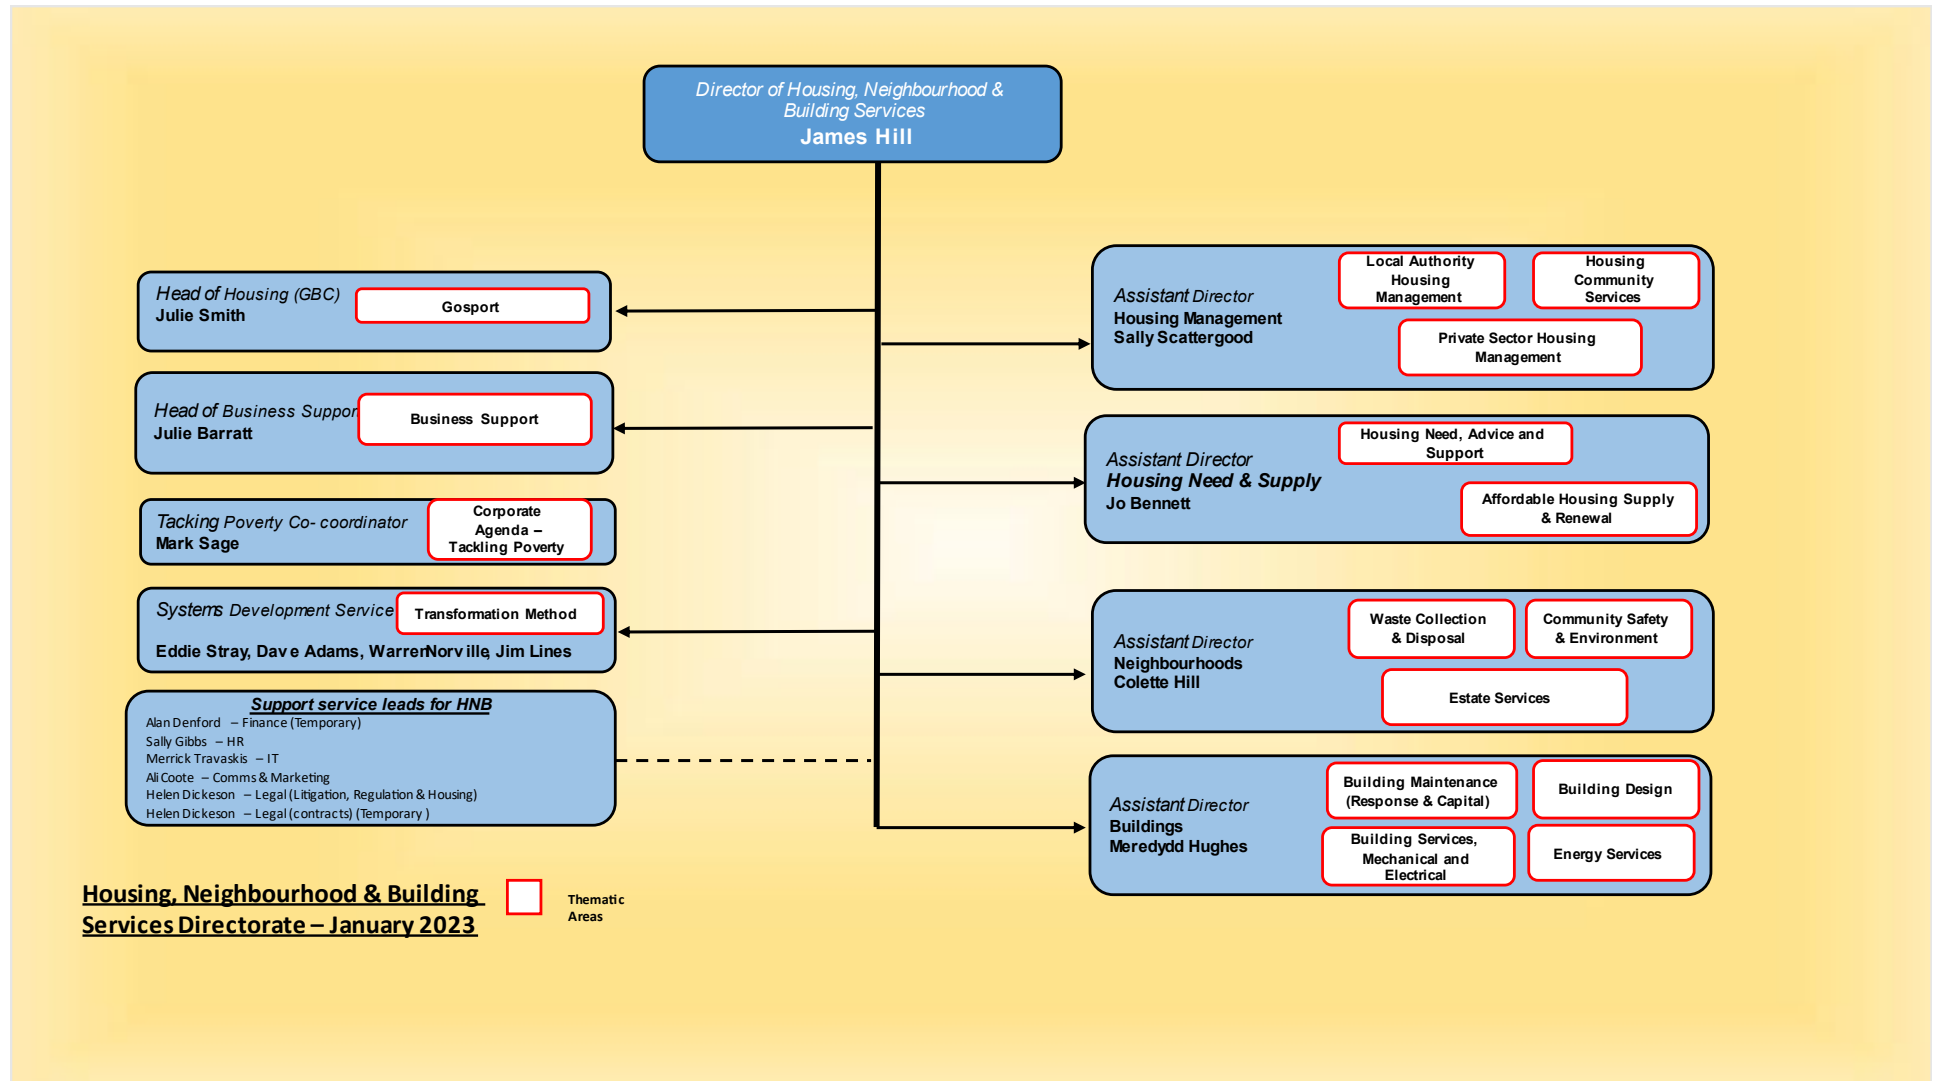 Director of Housing, Neighbourhood &
Building Services
James Hill
Head of Housing (GBC)
Julie Smith
Gosport
Head of Business Suppor
Julie Barratt
Business Support
Tacking Poverty Co- coordinator
Mark Sage
Corporate
Agenda –
Tackling Poverty
Systems Development Service
Transformation Method
Eddie Stray, Dave Adams, Warren Norville, Jim Lines
Support service leads for HNB
Alan Denford – Finance (Temporary)
Sally Gibbs – HR
Merrick Travaskis – IT
Ali Coote – Comms & Marketing
Helen Dickeson – Legal (Litigation, Regulation & Housing)
Helen Dickeson – Legal (contracts) (Temporary )
Assistant Director
Housing Management
Sally Scattergood
Local Authority
Housing
Management
Housing
Community
Services
Private Sector Housing
Management
Assistant Director
Housing Need & Supply
Jo Bennett
Housing Need, Advice and
Support
Affordable Housing Supply
& Renewal
Assistant Director
Neighbourhoods
Colette Hill
Waste Collection
& Disposal
Community Safety
& Environment
Estate Services
Assistant Director
Buildings
Meredydd Hughes
Building Maintenance
(Response & Capital)
Building Design
Building Services,
Mechanical and
Electrical
Energy Services
Housing, Neighbourhood & Building
Services Directorate – January 2023
Thematic
Areas